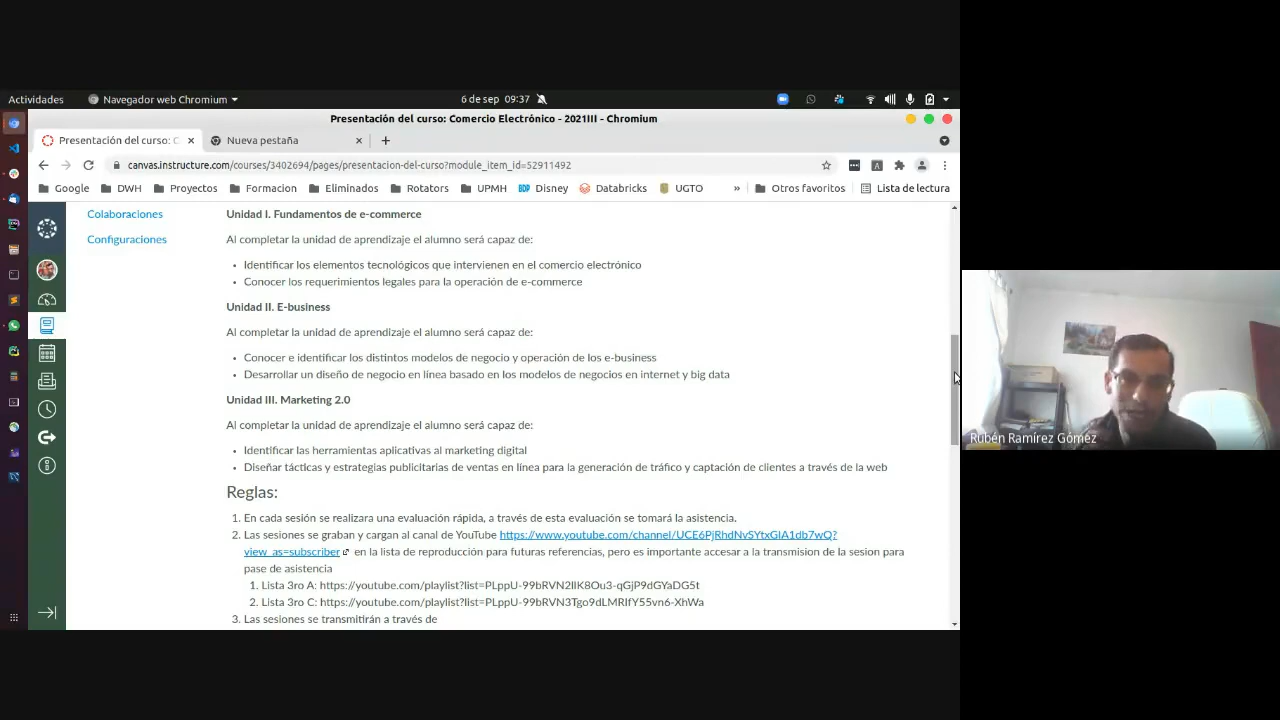 Actividades
Navegador web Chromium
6 de sep 09:37
Presentación del curso: Comercio Electrónico - 2021III - Chromium
Presentación del curso: C
Nueva pestaña
canvas.instructure.com/courses/3402694/pages/presentacion-del-curso?module_item_id=52911492
Google
DWH
Proyectos
Formacion
Eliminados
Rotators
UPMH
Disney
Databricks
UGTO
»
Otros favoritos
Lista de lectura
Colaboraciones
Configuraciones
Unidad I. Fundamentos de e-commerce
Al completar la unidad de aprendizaje el alumno será capaz de:
• Identificar los elementos tecnológicos que intervienen en el comercio electrónico
• Conocer los requerimientos legales para la operación de e-commerce
Unidad II. E-business
Al completar la unidad de aprendizaje el alumno será capaz de:
• Conocer e identificar los distintos modelos de negocio y operación de los e-business
• Desarrollar un diseño de negocio en línea basado en los modelos de negocios en internet y big data
Unidad III. Marketing 2.0
Al completar la unidad de aprendizaje el alumno será capaz de:
• Identificar las herramientas aplicativas al marketing digital
• Diseñar tácticas y estrategias publicitarias de ventas en línea para la generación de tráfico y captación de clientes a través de la web
Reglas:
1. En cada sesión se realizara una evaluación rápida, a través de esta evaluación se tomará la asistencia.
2. Las sesiones se graban y cargan al canal de YouTube https://www.youtube.com/channel/UCE6PjRhdNvSYtxGIA1db7wQ?
view_as=subscriber en la lista de reproducción para futuras referencias, pero es importante accesar a la transmision de la sesion para
pase de asistencia
1. Lista 3ro A: https://youtube.com/playlist?list=PLppU-99bRVN2lIK8Ou3-qGjP9dGYaDG5t
2. Lista 3ro C: https://youtube.com/playlist?list=PLppU-99bRVN3Tgo9dLMRIfY55vn6-XhWa
3. Las sesiones se transmitirán a través de
Rubén Ramírez Gómez